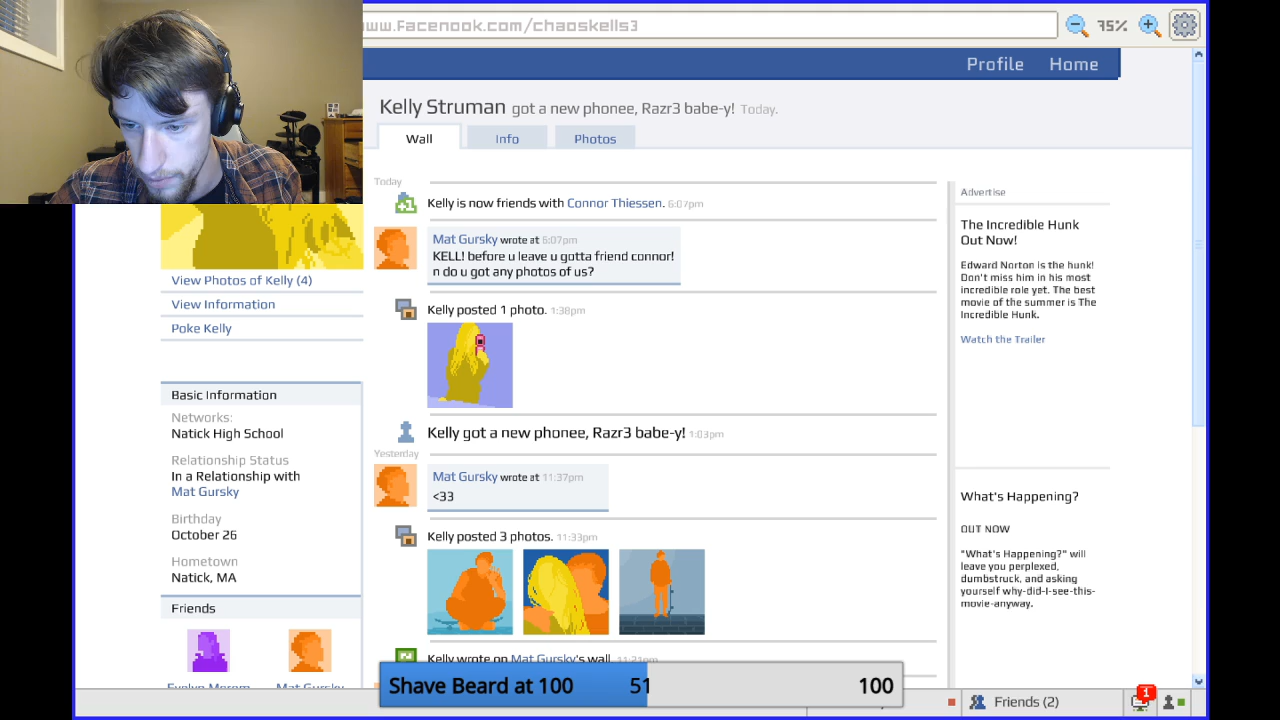 ww.facenook.com/chaoskells3
75%
Profile Home
Kelly Struman got a new phonee, Razr3 babe-y! Today.
Wall Info Photos
Today
Kelly is now friends with Connor Thiessen. 6:07pm
Mat Gursky wrote at 6:07pm
KELL! before u leave u gotta friend connor!
n do u got any photos of us?
Kelly posted 1 photo. 1:38pm
Kelly got a new phonee, Razr3 babe-y! 1:03pm
Yesterday
Mat Gursky wrote at 11:37pm
<33
Kelly posted 3 photos. 11:33pm
Kelly wrote on Mat Gursky's wall 11:21pm
View Photos of Kelly (4)
View Information
Poke Kelly
Basic Information
Networks:
Natick High School
Relationship Status
In a Relationship with
Mat Gursky
Birthday
October 26
Hometown
Natick, MA
Friends
Mat Gursky
Advertise
The Incredible Hunk
Out Now!
Edward Norton is the hunk!
Don't miss him in his most
incredible role yet. The best
movie of the summer is The
Incredible Hunk.
Watch the Trailer
What's Happening?
OUT NOW
"What's Happening?" will
leave you perplexed,
dumbstruck, and asking
yourself why-did-I-see-this-
movie-anyway.
Shave Beard at 100 51 100
Friends (2)
1